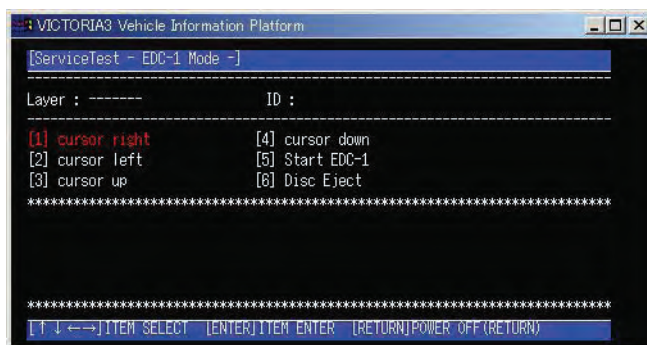 VICTORIA3 Vehicle Information Platform
[ServiceTest - EDC-1 Mode -]
--------------------------------------------------------------------------
Layer : ------- ID :
--------------------------------------------------------------------------
[1] cursor right [4] cursor down
[2] cursor left [5] Start EDC-1
[3] cursor up [6] Disc Eject
**************************************************************************
**************************************************************************
[↑↓←→]ITEM SELECT [ENTER]ITEM ENTER [RETURN]POWER OFF(RETURN)